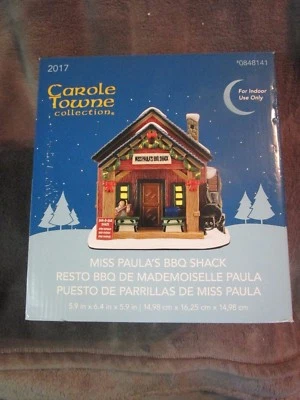 2017
°0848141
Carole
Towne
collection®
For Indoor
Use Only
MISS PAULA'S BBQ SHACK
MISS PAULA'S BBQ SHACK
RESTO BBQ DE MADEMOISELLE PAULA
PUESTO DE PARRILLAS DE MISS PAULA
5.9 in x 6.4 in x 5.9 in | 14,98 cm x 16,25 cm x 14,98 cm